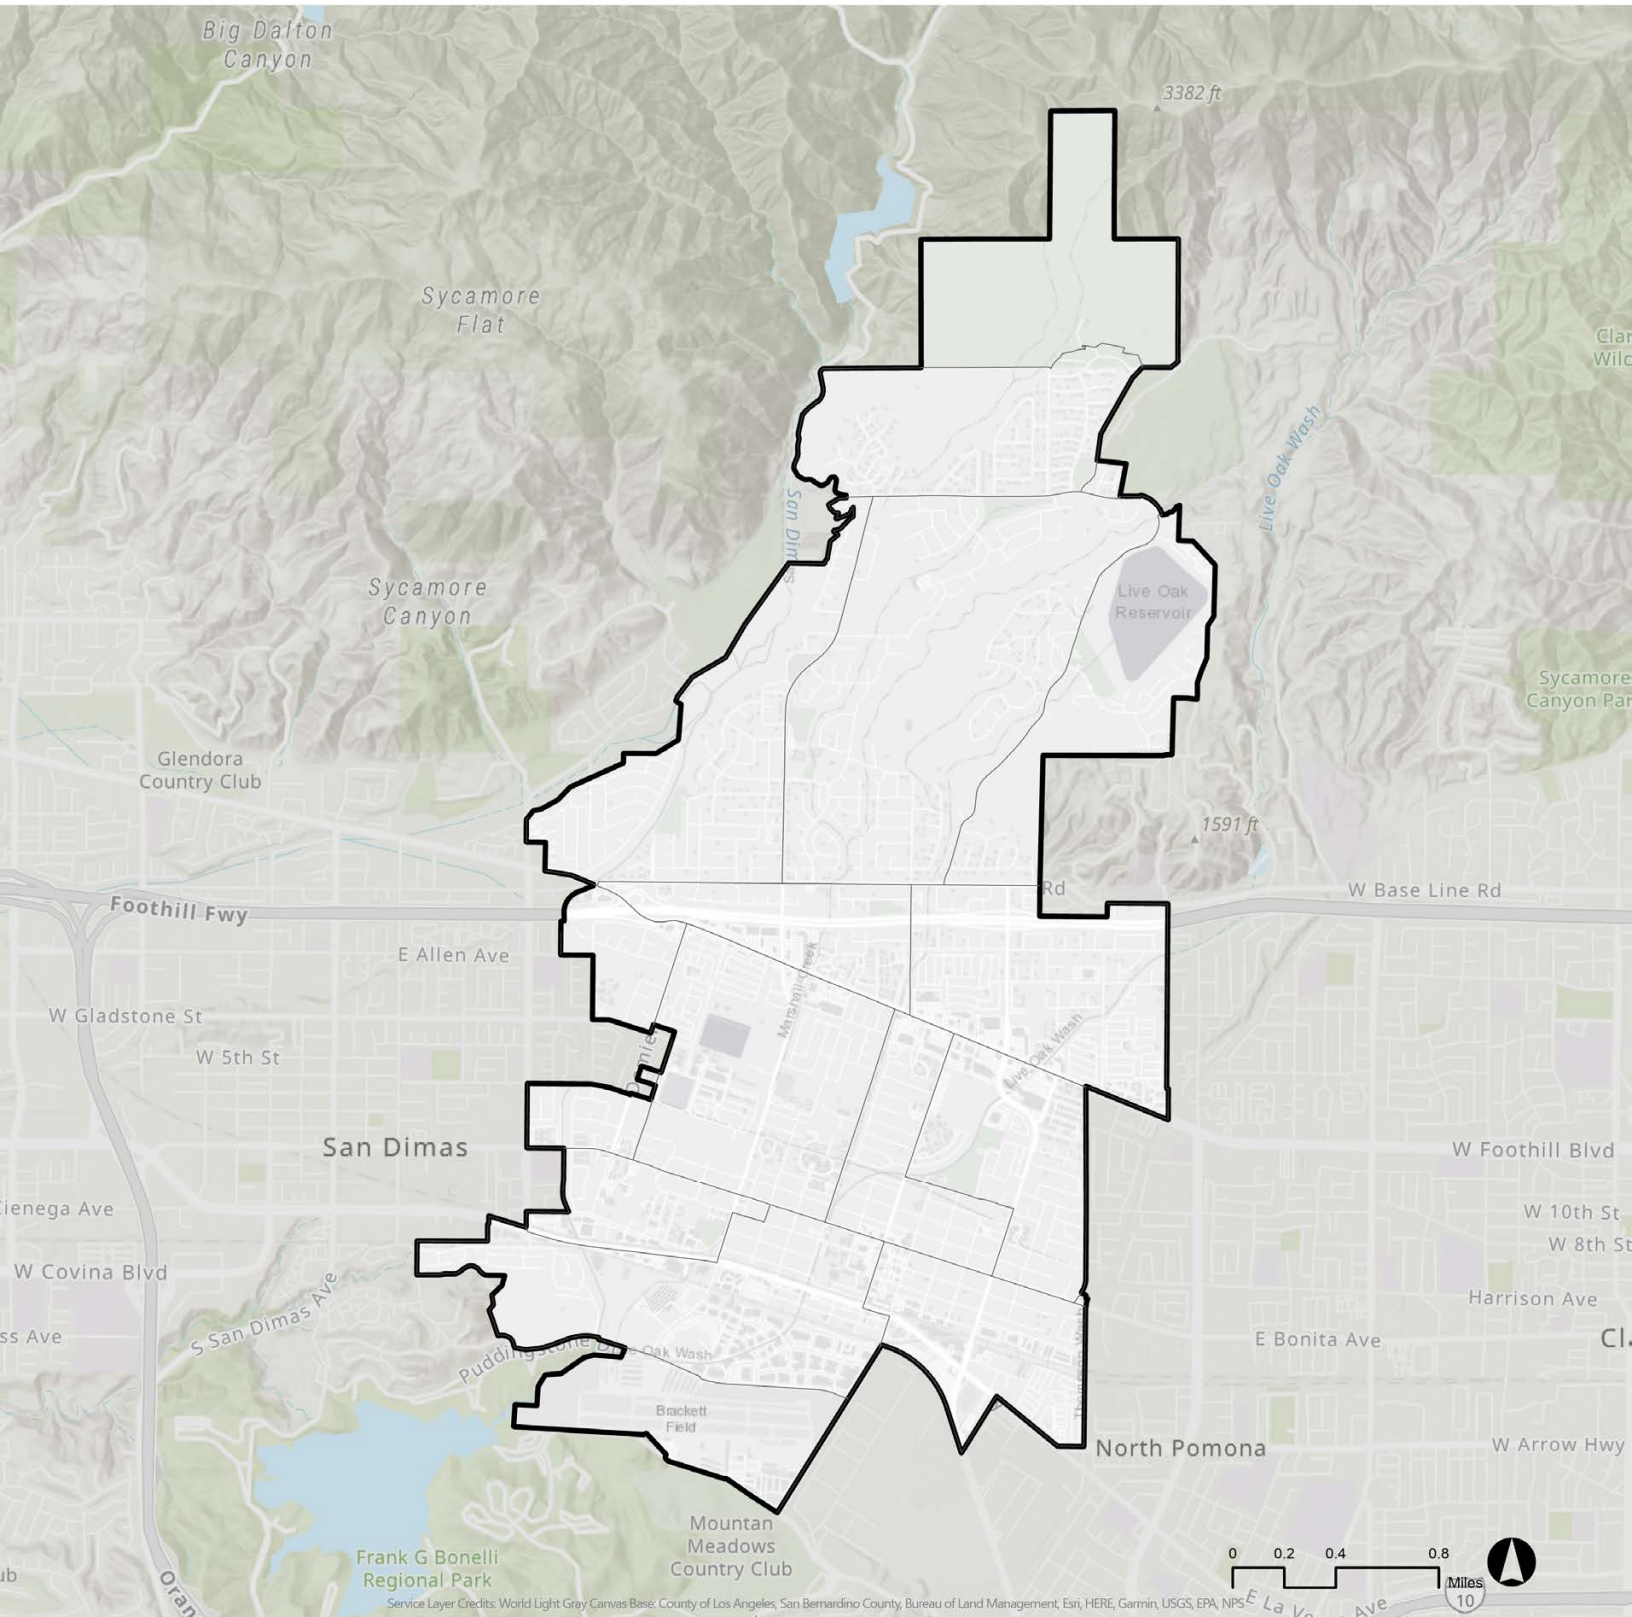 Big Dalton
Canyon
3382 ft
Sycamore
Flat
Clar
Wilc
Live Oak Wash
San Dim
Sycamore
Canyon
Live Oak
Reservoir
Sycamore
Canyon Par
Glendora
Country Club
1591 ft
Rd
W Base Line Rd
Foothill Fwy
E Allen Ave
Marshall Creek
W Gladstone St
W 5th St
Live Oak Wash
San Dimas
W Foothill Blvd
ienega Ave
W 10th St
W 8th St
W Covina Blvd
S San Dimas Ave
Harrison Ave
ss Ave
E Bonita Ave
Cl
Puddingstone D
e Oak Wash
Brackett
Field
North Pomona
W Arrow Hwy
Mountan
Meadows
Country Club
Frank G Bonelli
Regional Park
ub
Oran
0 0.2 0.4 0.8
Miles
10
E La Ve
Ave
Service Layer Credits: World Light Gray Canvas Base: County of Los Angeles, San Bernardino County, Bureau of Land Management, Esri, HERE, Garmin, USGS, EPA, NPS